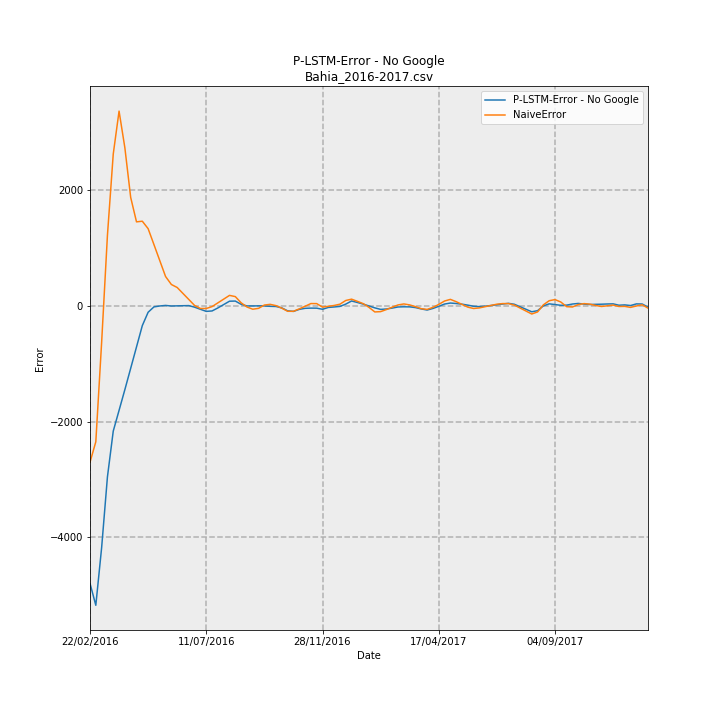 P-LSTM-Error - No Google
Bahia_2016-2017.csv
P-LSTM-Error - No Google
NaiveError
2000
0
−2000
−4000
Error
22/02/2016
11/07/2016
28/11/2016
17/04/2017
04/09/2017
Date